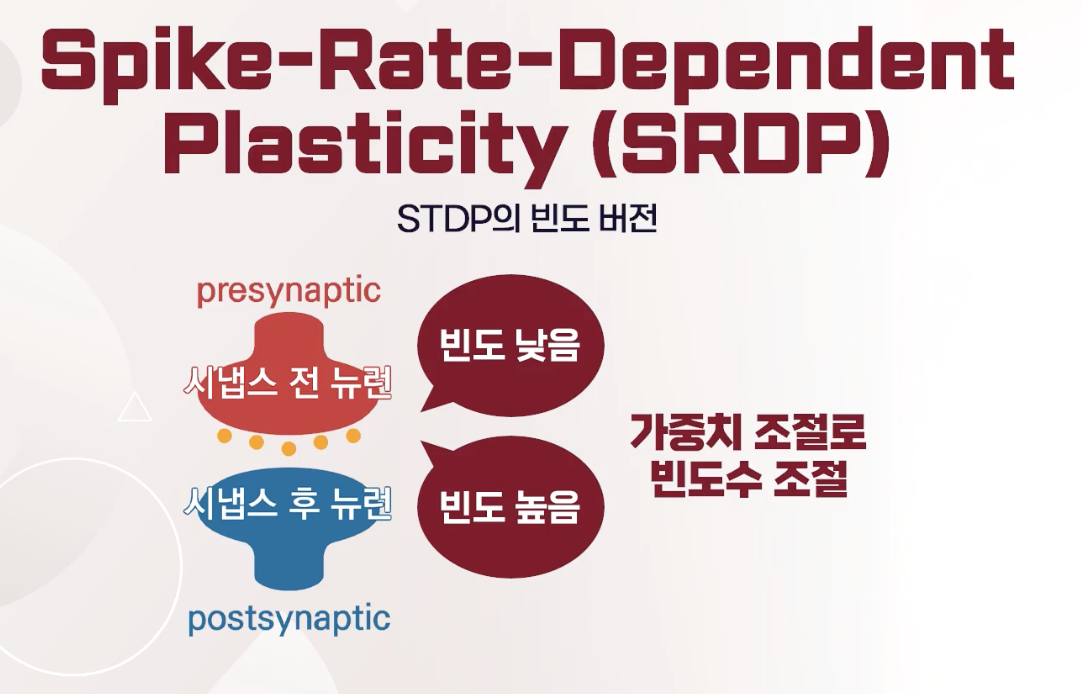 Spike-Rate-Dependent
Plasticity (SRDP)
STDP의 빈도 버전
presynaptic
시냅스 전 뉴런
빈도 낮음
가중치 조절로
빈도수 조절
시냅스 후 뉴런
빈도 높음
postsynaptic